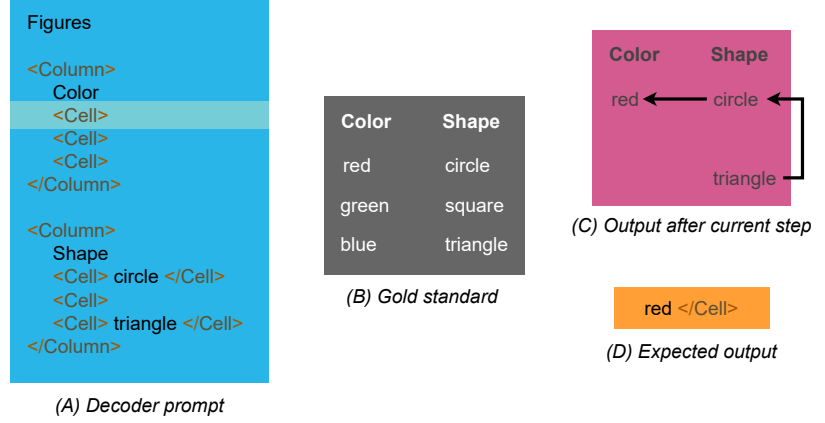 Figures
<Column>
Color
<Cell>
<Cell>
<Cell>
</Column>
<Column>
Shape
<Cell> circle </Cell>
<Cell>
<Cell> triangle </Cell>
</Column>
(A) Decoder prompt
Color Shape
red circle
green square
blue triangle
(B) Gold standard
Color Shape
red circle
triangle
(C) Output after current step
red </Cell>
(D) Expected output